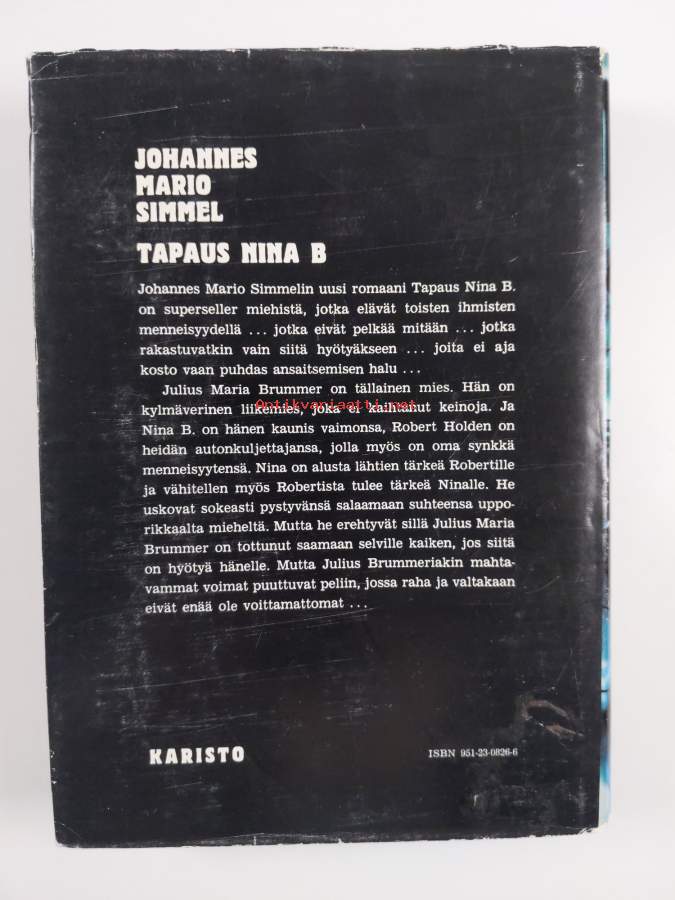 JOHANNES
MARIO
SIMMEL
TAPAUS NINA B
Johannes Mario Simmelin uusi romaani Tapaus Nina B.
on superseller miehistä, jotka elävät toisten ihmisten
menneisyydellä ... jotka eivät pelkää mitään ... jotka
rakastuvatkin vain siitä hyötyäkseen ... joita ei aja
kosto vaan puhdas ansaitsemisen halu ...
Julius Maria Brummer on tällainen mies. Hän on
kylmäverinen liikemies, joka ei kaihtanut keinoja. Ja
Antikvariaatti.net
Nina B. on hänen kaunis vaimonsa, Robert Holden on
heidän autonkuljettajansa, jolla myös on oma synkkä
menneisyytensä. Nina on alusta lähtien tärkeä Robertille
ja vähitellen myös Robertista tulee tärkeä Ninalle. He
uskovat sokeasti pystyvänsä salaamaan suhteensa uppo-
rikkaalta mieheltä. Mutta he erehtyvät sillä Julius Maria
Brummer on tottunut saamaan selville kaiken, jos siitä
on hyötyä hänelle. Mutta Julius Brummeriakin mahta-
vammat voimat puuttuvat peliin, jossa raha ja valtakaan
eivät enää ole voittamattomat ...
KARISTO
ISBN 951-23-0826-6